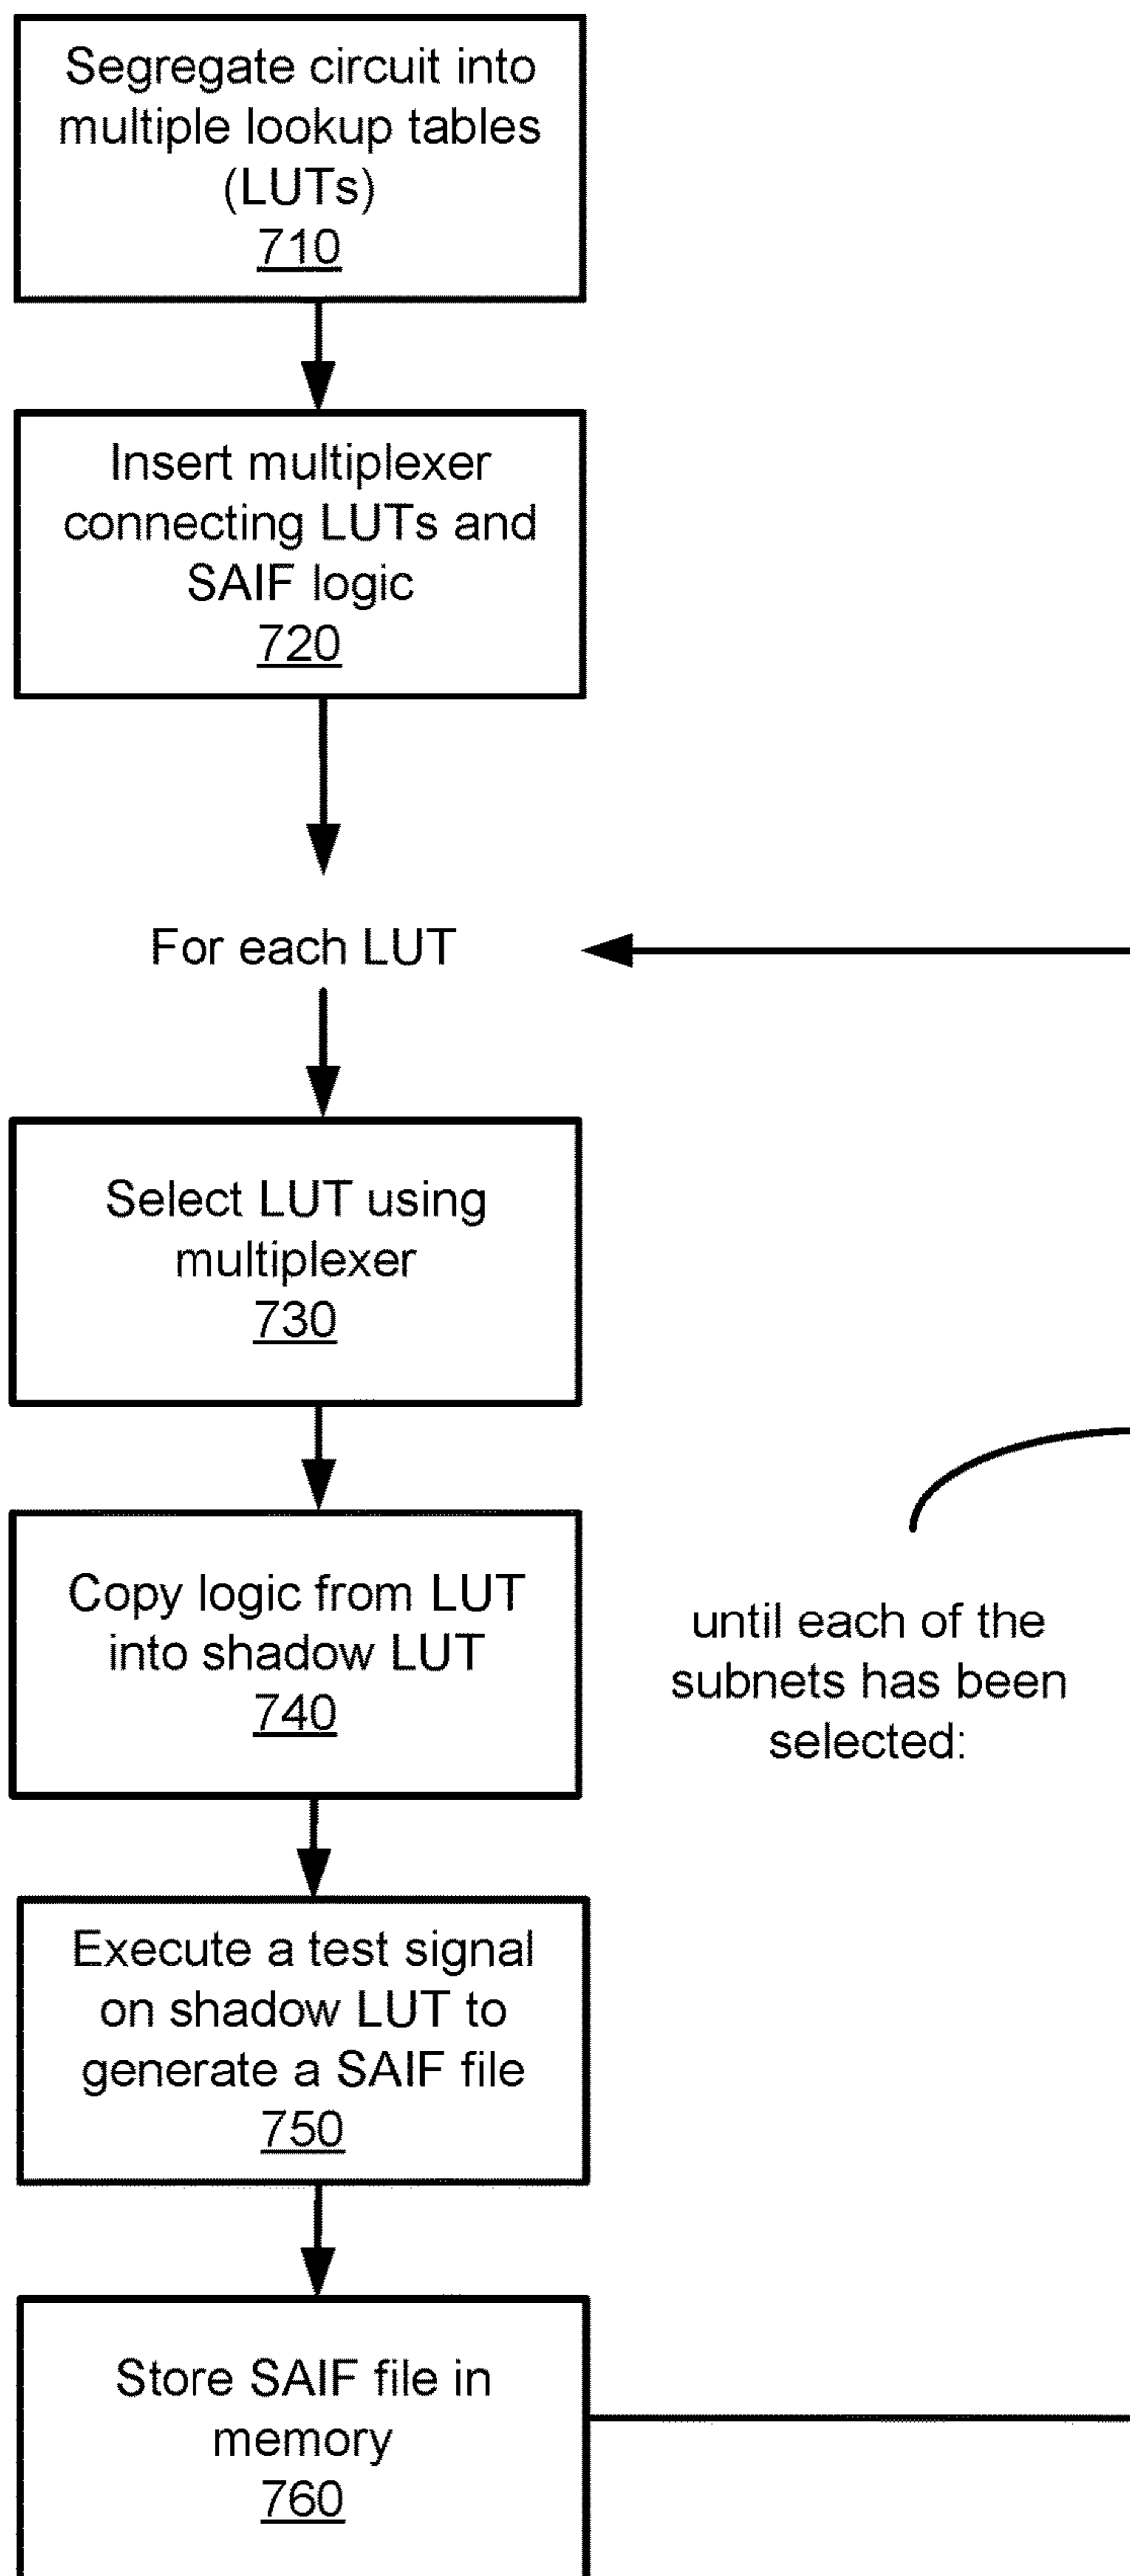 Segregate circuit into
multiple lookup tables
(LUTs)
710
Insert multiplexer
connecting LUTs and
SAIF logic
720
For each LUT
Select LUT using
multiplexer
730
Copy logic from LUT
into shadow LUT
740
until each of the
subnets has been
selected:
Execute a test signal
on shadow LUT to
generate a SAIF file
750
Store SAIF file in
memory
760